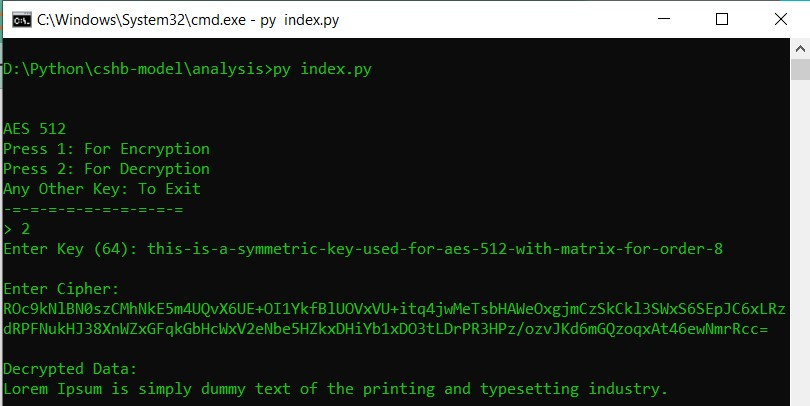 C:\Windows\System32\cmd.exe - py  index.py
D:\Python\cshb-model\analysis>py index.py
AES 512
Press 1: For Encryption
Press 2: For Decryption
Any Other Key: To Exit
-=-=-=-=-=-=-=-=-=-=
> 2
Enter Key (64): this-is-a-symmetric-key-used-for-aes-512-with-matrix-for-order-8
Enter Cipher:
ROc9kNlBN0szCMhNkE5m4UQvX6UE+OI1YkfBlUOVxVU+itq4jwMeTsbHAWeOxgjmCzSkCkl3SWxS6SEpJC6xLRz
dRPFNukHJ38XnWZxGFqkGbHcWxV2eNbe5HZkxDHiYb1xDO3tLDrPR3HPz/ozvJKd6mGQzoqxAt46ewNmrRcc=
Decrypted Data:
Lorem Ipsum is simply dummy text of the printing and typesetting industry.